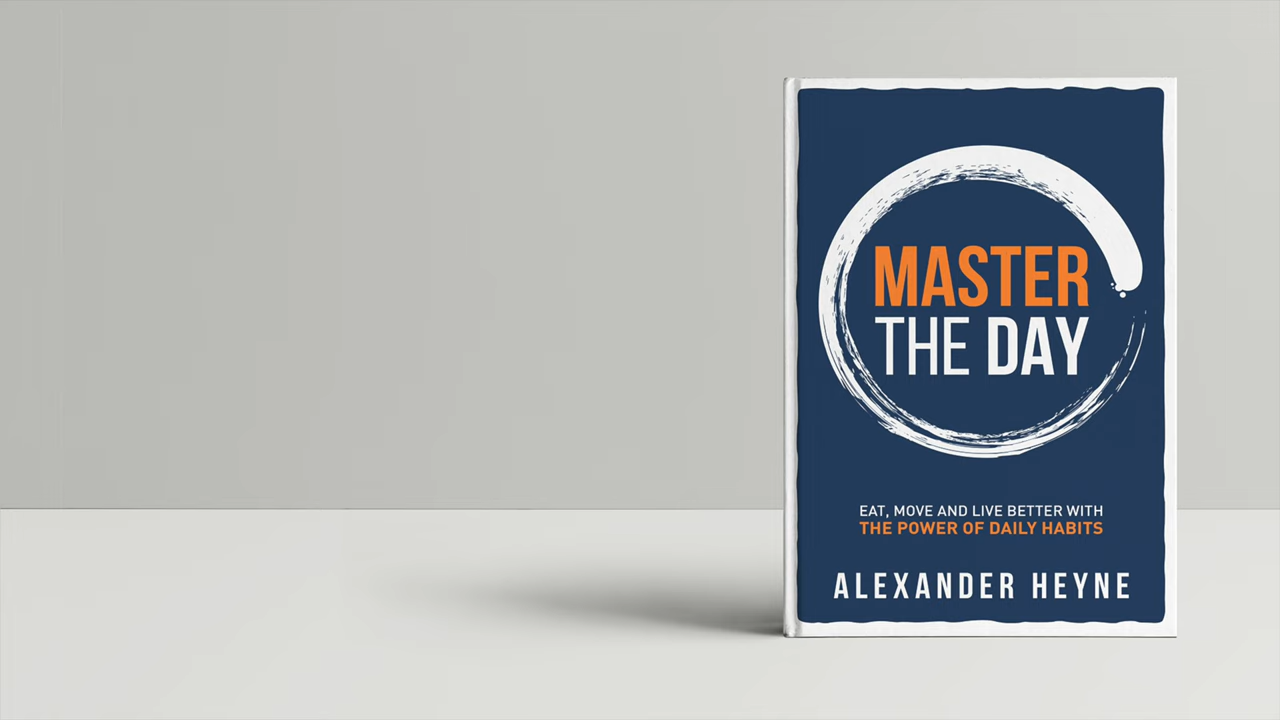 MASTER
THE DAY
EAT, MOVE AND LIVE BETTER WITH
THE POWER OF DAILY HABITS
ALEXANDER HEYNE